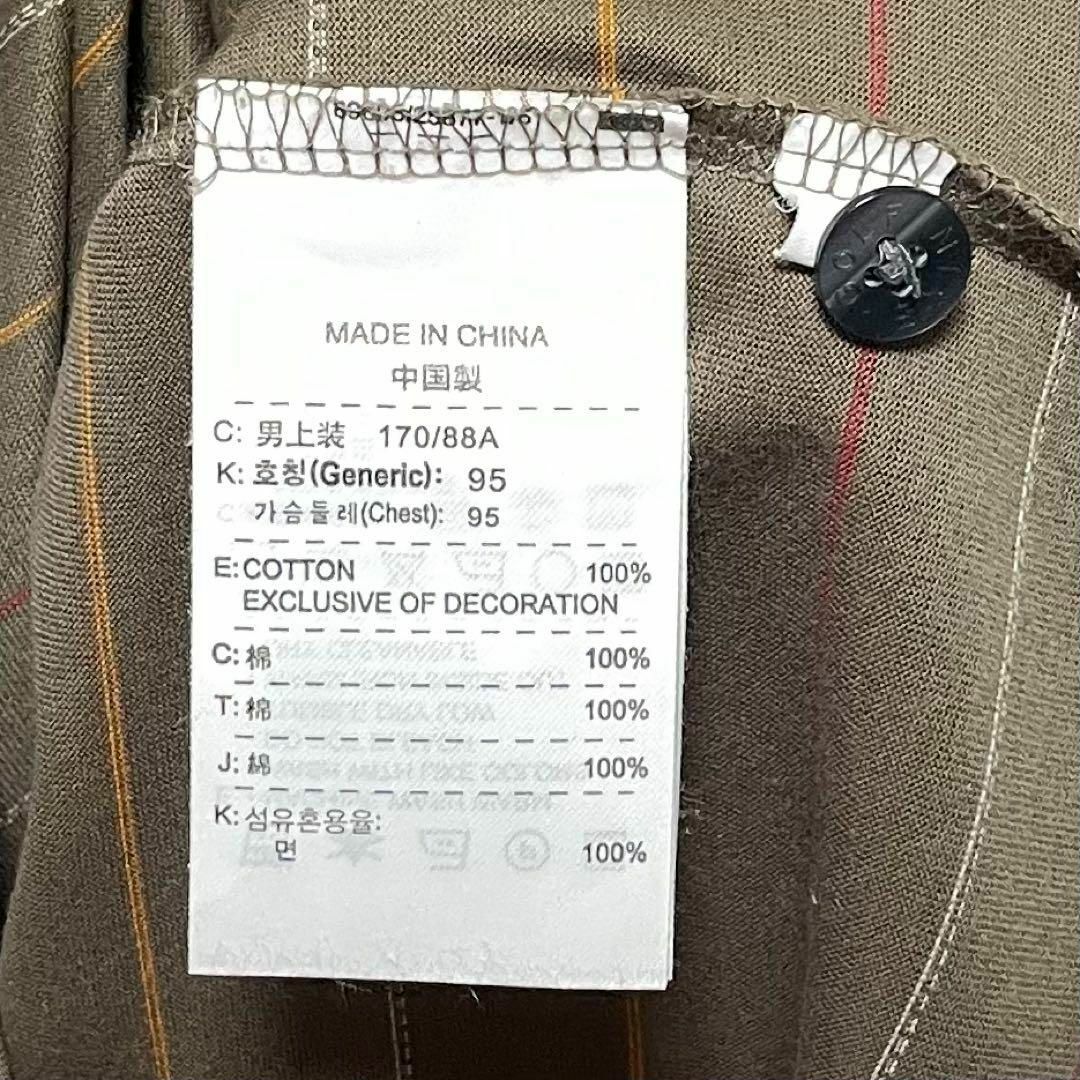 MADE IN CHINA
中国製
C: 男上装 170/88A
K: 호칭(Generic): 95
가슴둘레(Chest): 95
E: COTTON 100%
EXCLUSIVE OF DECORATION
C: 棉 100%
T: 棉 100%
J: 綿 100%
K: 섬유혼용율:
면 100%